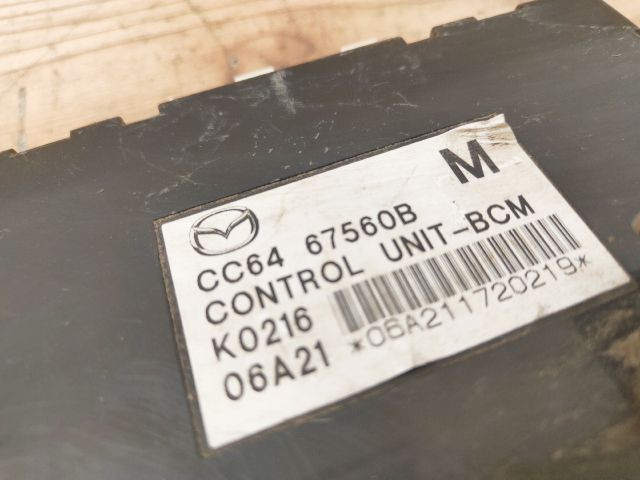 M
CC64 67560B
CONTROL UNIT-BCM
K0216
06A21 *06A211720219*